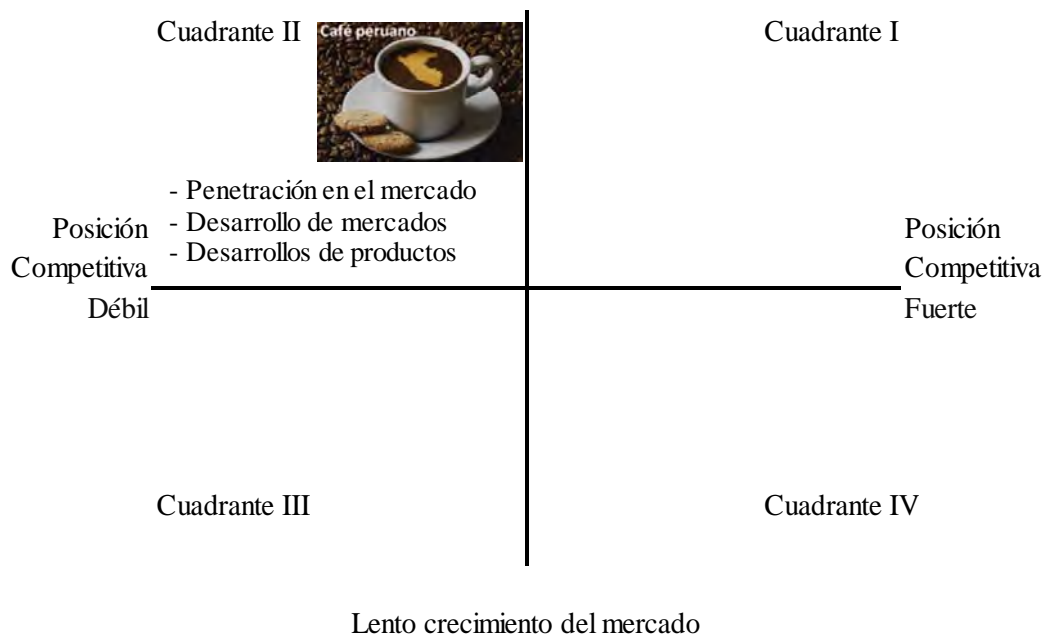 Cuadrante II
Café peruano
Cuadrante I
- Penetración en el mercado
- Desarrollo de mercados
- Desarrollos de productos
Posición
Competitiva
Débil
Posición
Competitiva
Fuerte
Cuadrante III
Cuadrante IV
Lento crecimiento del mercado